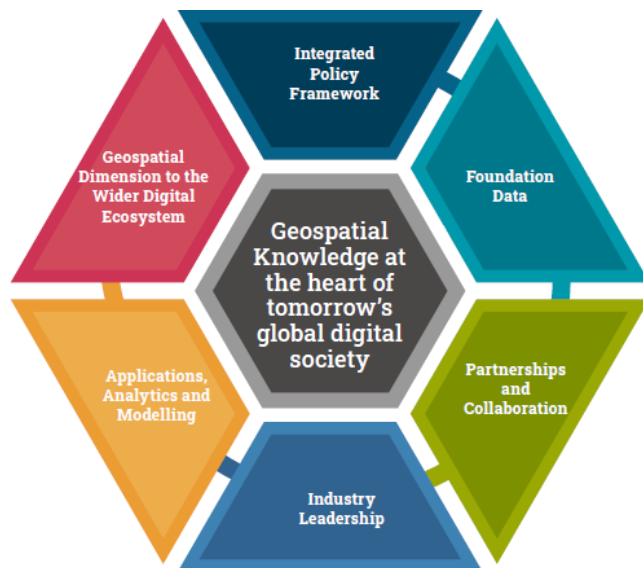 Integrated
Policy
Framework
Geospatial
Dimension to the
Wider Digital
Ecosystem
Foundation
Data
Geospatial
Knowledge at
the heart of
tomorrow's
global digital
society
Applications,
Analytics and
Modelling
Partnerships
and
Collaboration
Industry
Leadership